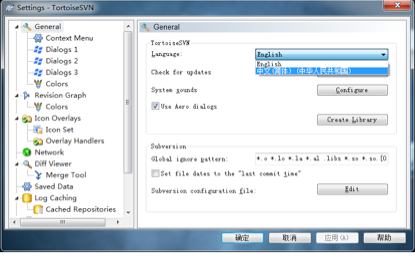 Settings - TortoiseSVN
General
Context Menu
Dialogs 1
Dialogs 2
Dialogs 3
Colors
Revision Graph
Colors
Icon Overlays
Icon Set
Overlay Handlers
Network
Diff Viewer
Merge Tool
Saved Data
Log Caching
Cached Repositories
General
TortoiseSVN
Language:
English
English
中文(简体) (中华人民共和国)
Check for updates
System sounds
Configure
Use Aero dialogs
Create Library
Subversion
Global ignore pattern:
*.o *.lo *.la *.al .libs *.so *.so.[0
Set file dates to the "last commit time"
Subversion configuration file:
Edit
确定
取消
应用(A)
帮助